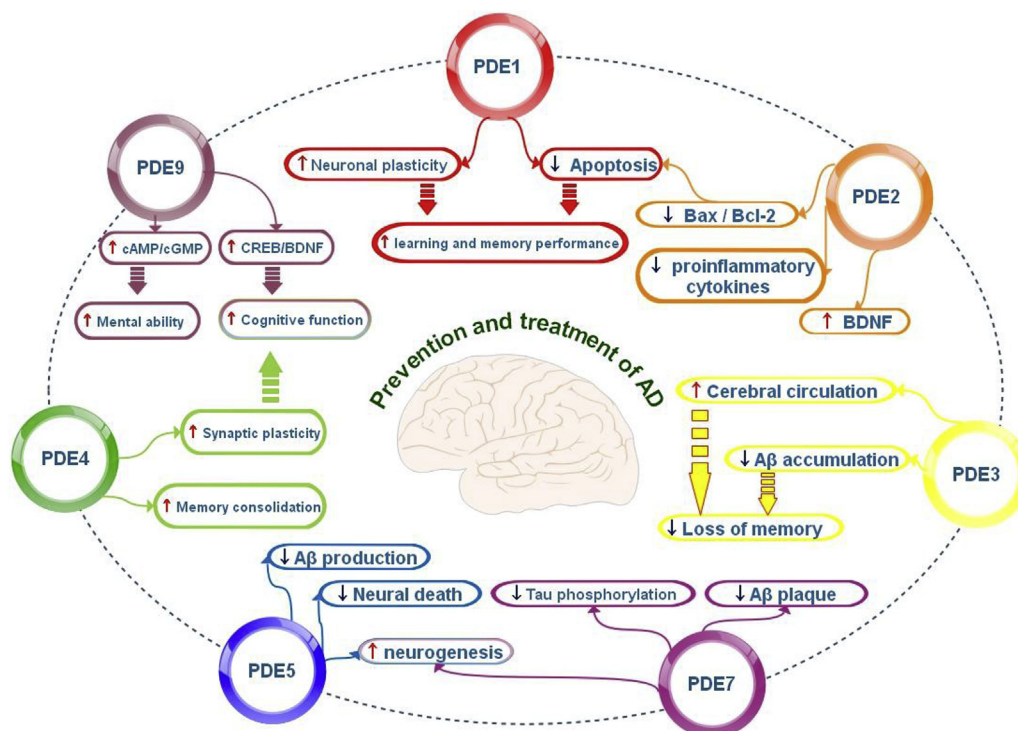 PDE1
↑ Neuronal plasticity
↓ Apoptosis
↑ learning and memory performance
PDE2
↓ Bax / Bcl-2
↓ proinflammatory
cytokines
↑ BDNF
PDE9
↑ cAMP/cGMP
↑ CREB/BDNF
↑ Mental ability
↑ Cognitive function
Prevention and treatment of AD
PDE3
↑ Cerebral circulation
↓ Aβ accumulation
↓ Loss of memory
PDE4
↑ Synaptic plasticity
↑ Memory consolidation
PDE5
↓ Aβ production
↓ Neural death
↑ neurogenesis
PDE7
↓ Tau phosphorylation
↓ Aβ plaque